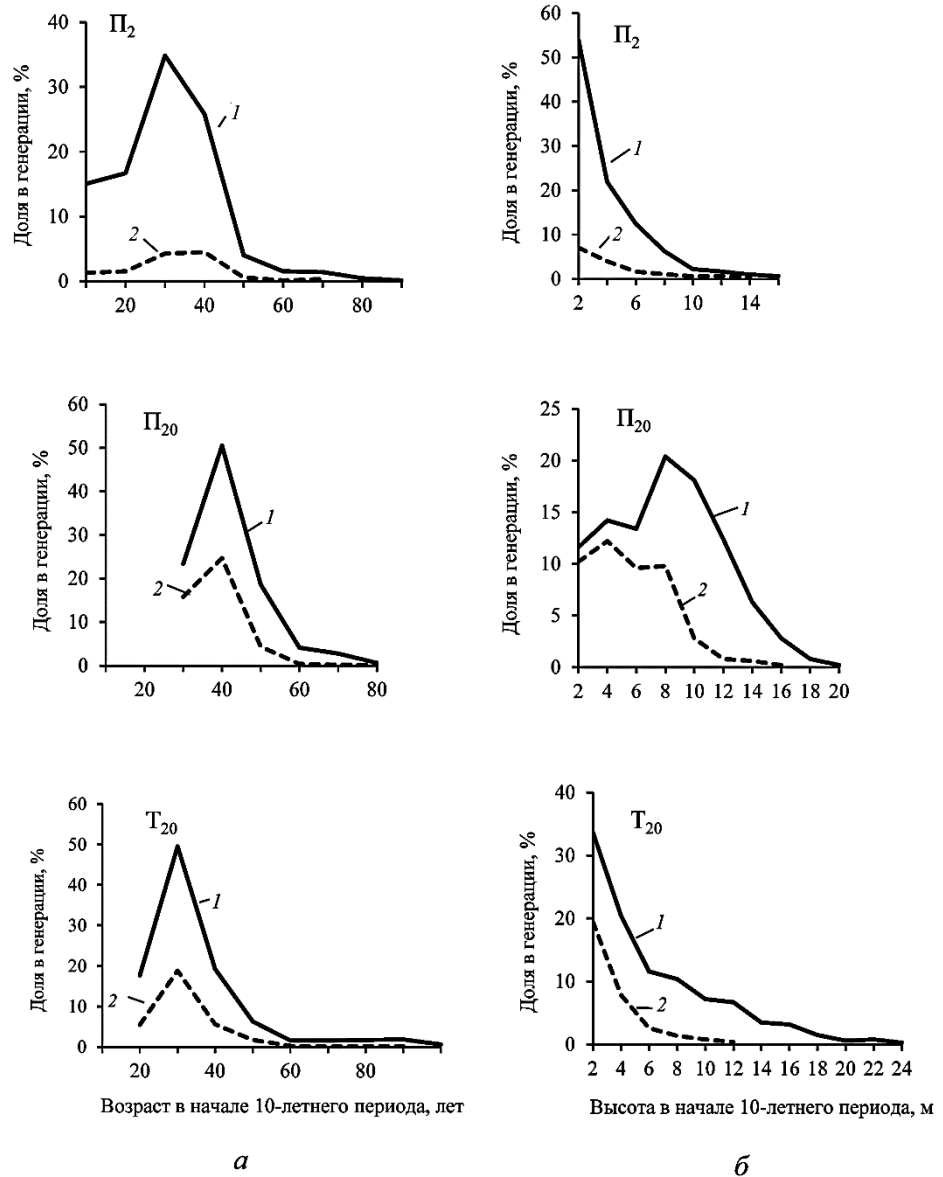 П2
Доля в генерации, %
40
30
20
10
0
1
2
20 40 60 80
П2
Доля в генерации, %
60
50
40
30
20
10
0
1
2
2 6 10 14
П20
Доля в генерации, %
60
50
40
30
20
10
0
1
2
20 40 60 80
П20
Доля в генерации, %
25
20
15
10
5
0
1
2
2 4 6 8 10 12 14 16 18 20
Т20
Доля в генерации, %
60
50
40
30
20
10
0
1
2
20 40 60 80
Возраст в начале 10-летнего периода, лет
а
Т20
Доля в генерации, %
40
30
20
10
0
1
2
2 4 6 8 10 12 14 16 18 20 22 24
Высота в начале 10-летнего периода, м
б